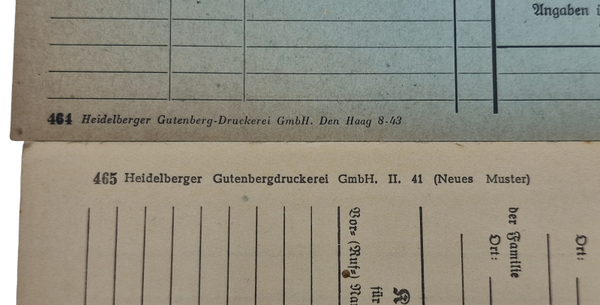 Angaben
464 Heidelberger Gutenberg-Druckerei GmbH. Den Haag 8-43
465 Heidelberger Gutenbergdruckerei GmbH. II. 41 (Neues Muster)
Vor= (Ruf=)
für
der Familie
Ort:
Ort: